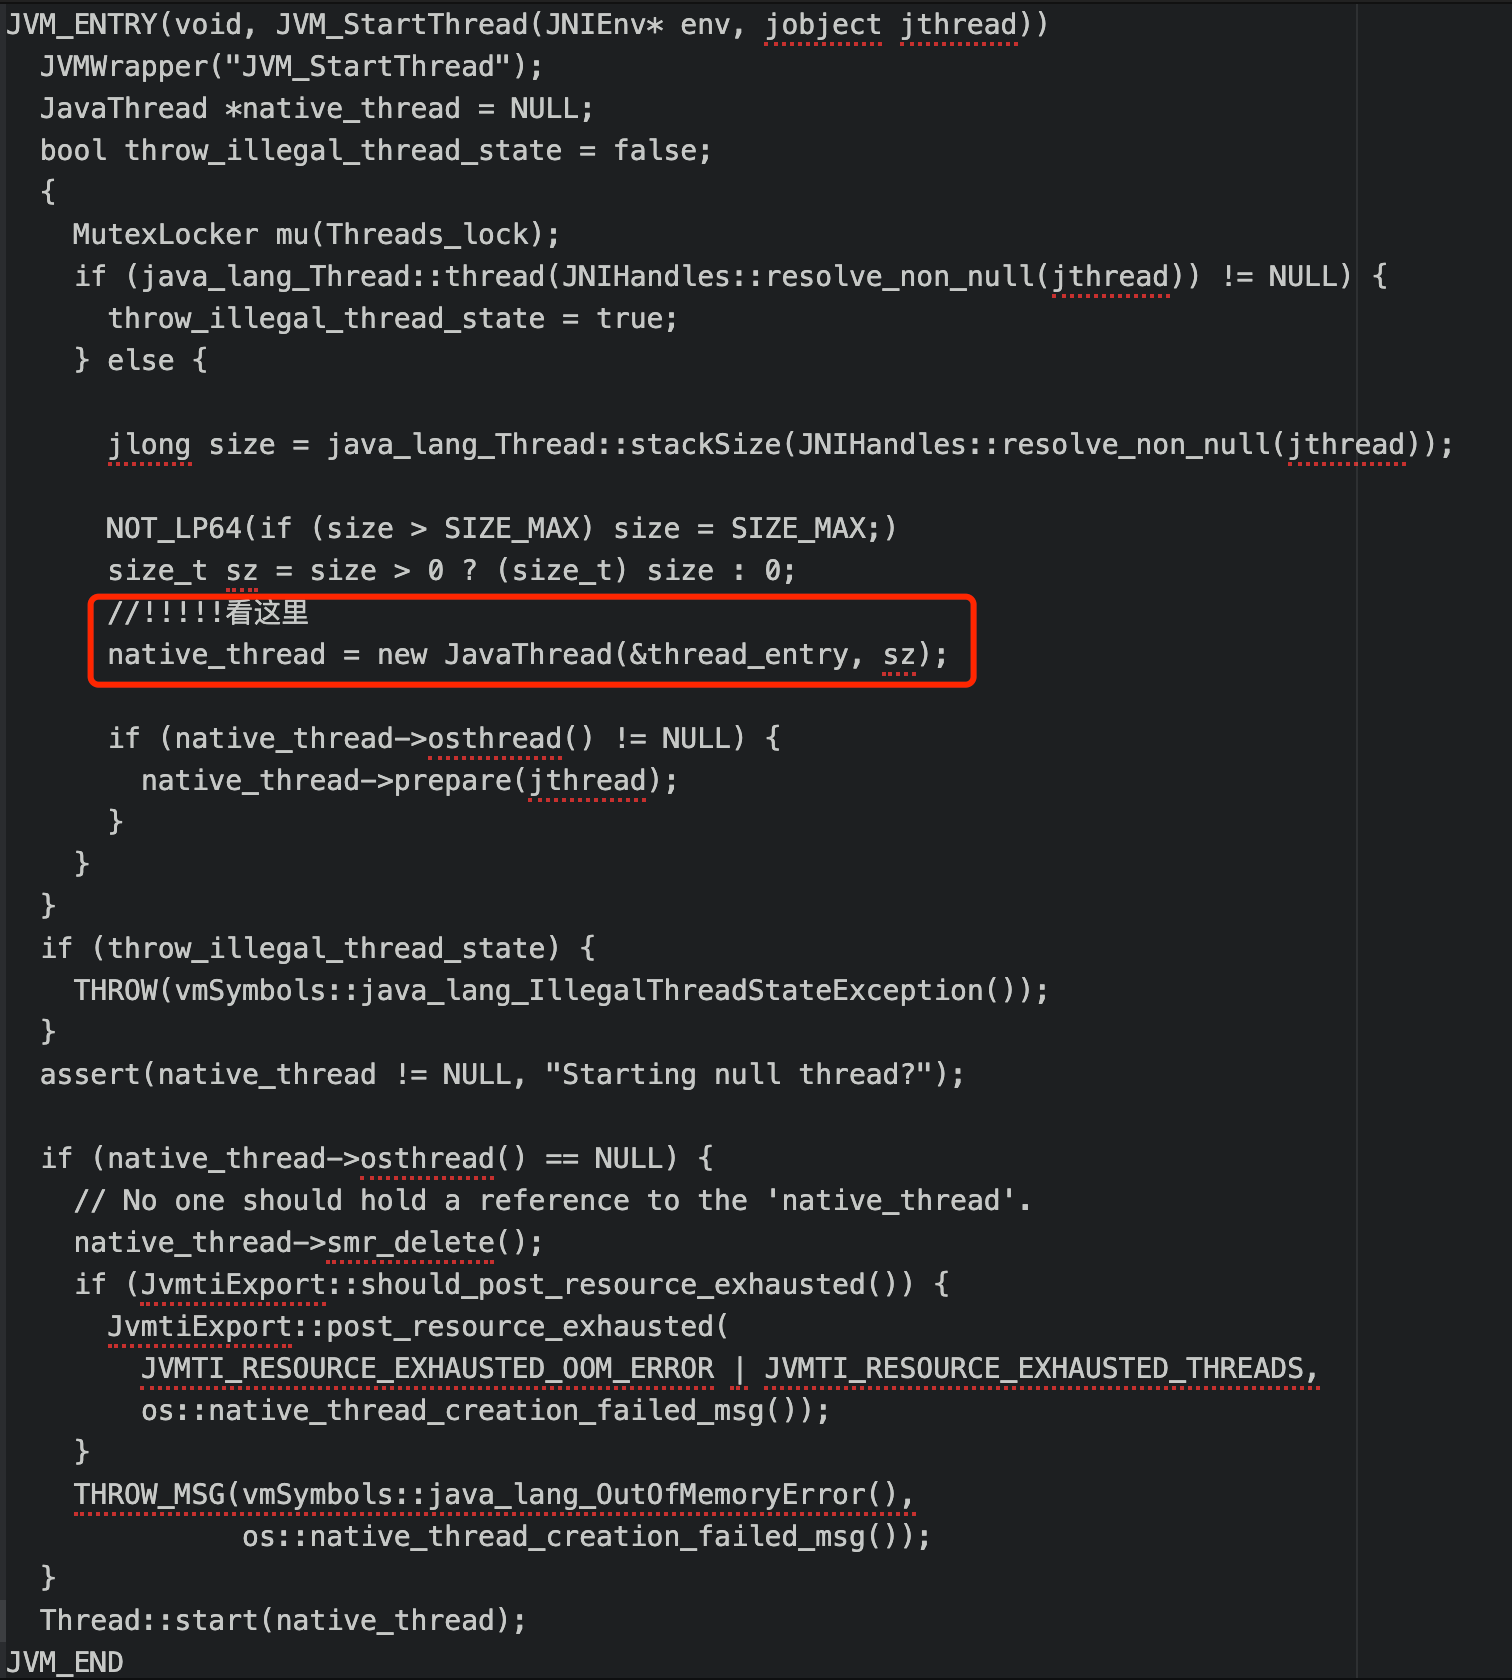 JVM_ENTRY(void, JVM_StartThread(JNIEnv* env, jobject jthread))
JVMWrapper("JVM_StartThread");
JavaThread *native_thread = NULL;
bool throw_illegal_thread_state = false;
{
MutexLocker mu(Threads_lock);
if (java_lang_Thread::thread(JNIHandles::resolve_non_null(jthread)) != NULL) {
throw_illegal_thread_state = true;
} else {
jlong size = java_lang_Thread::stackSize(JNIHandles::resolve_non_null(jthread));
NOT_LP64(if (size > SIZE_MAX) size = SIZE_MAX;)
size_t sz = size > 0 ? (size_t) size : 0;
//!!!!!看这里
native_thread = new JavaThread(&thread_entry, sz);
if (native_thread->osthread() != NULL) {
native_thread->prepare(jthread);
}
}
}
if (throw_illegal_thread_state) {
THROW(vmSymbols::java_lang_IllegalThreadStateException());
}
assert(native_thread != NULL, "Starting null thread?");
if (native_thread->osthread() == NULL) {
// No one should hold a reference to the 'native_thread'.
native_thread->smr_delete();
if (JvmtiExport::should_post_resource_exhausted()) {
JvmtiExport::post_resource_exhausted(
JVMTI_RESOURCE_EXHAUSTED_OOM_ERROR | JVMTI_RESOURCE_EXHAUSTED_THREADS,
os::native_thread_creation_failed_msg());
}
THROW_MSG(vmSymbols::java_lang_OutOfMemoryError(),
os::native_thread_creation_failed_msg());
}
Thread::start(native_thread);
JVM_END